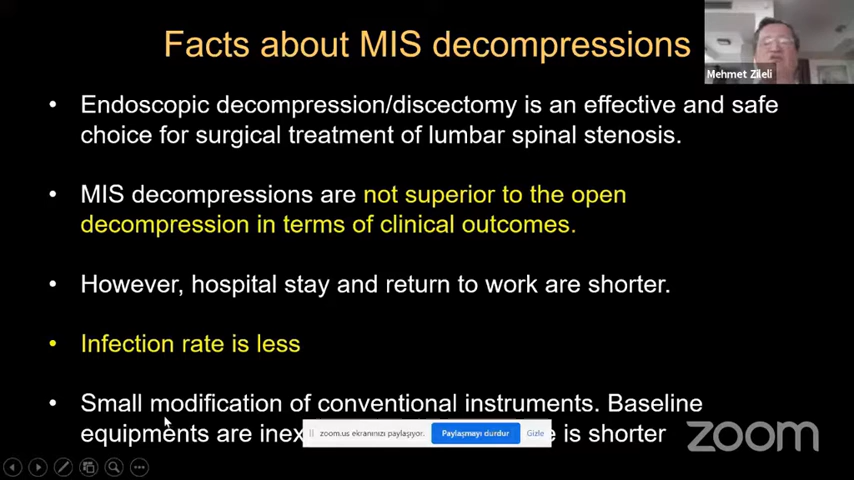 Facts about MIS decompressions
Mehmet Zileli
• Endoscopic decompression/discectomy is an effective and safe
choice for surgical treatment of lumbar spinal stenosis.
• MIS decompressions are not superior to the open
decompression in terms of clinical outcomes.
• However, hospital stay and return to work are shorter.
• Infection rate is less
• Small modification of conventional instruments. Baseline
equipments are is shorter
zoom.us ekranınızı paylaşıyor. Paylaşmayı durdur Gizle
zoom